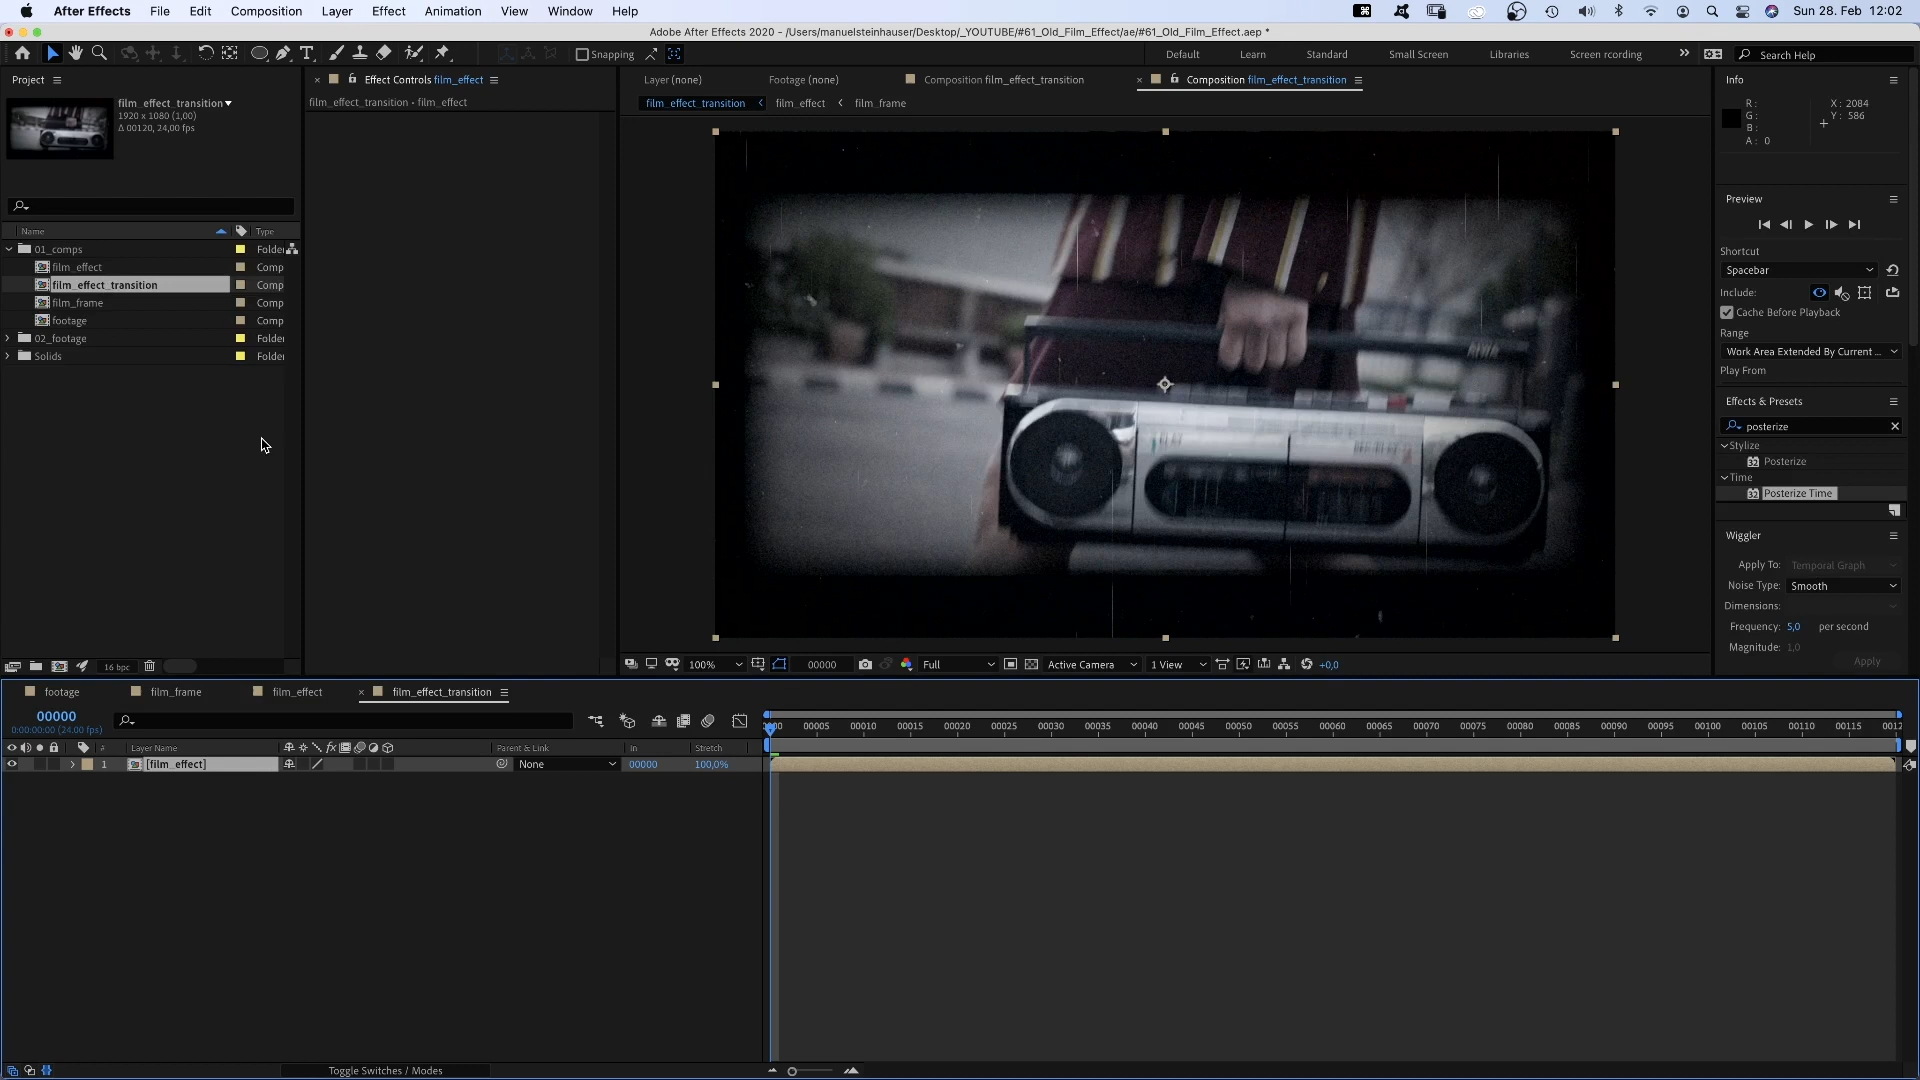 After Effects File Edit Composition Layer Effect Animation View Window Help Sun 28. Feb 12:02
Adobe After Effects 2020 - /Users/manuelsteinhauser/Desktop/_YOUTUBE/#61_Old_Film_Effect/ae/#61_Old_Film_Effect.aep *
Snapping Default Learn Standard Small Screen Libraries Screen rcording Search Help
Project
film_effect_transition
1920 x 1080 (1,00)
Δ 00120, 24,00 fps
Name Type
01_comps Folder
film_effect Comp
film_effect_transition Comp
film_frame Comp
footage Comp
02_footage Folder
Solids Folder
16 bpc
Effect Controls film_effect
film_effect_transition • film_effect
Layer (none) Footage (none) Composition film_effect_transition Composition film_effect_transition
film_effect_transition film_effect film_frame
100% 00000 Full Active Camera 1 View +0,0
Info
R: X: 2084
G: Y: 586
B:
A: 0
Preview
Shortcut
Spacebar
Include:
Cache Before Playback
Range
Work Area Extended By Current ...
Play From
Effects & Presets
posterize
Stylize
32 Posterize
Time
32 Posterize Time
Wiggler
Apply To: Temporal Graph
Noise Type: Smooth
Dimensions:
Frequency: 5,0 per second
Magnitude: 1,0
Apply
footage film_frame film_effect film_effect_transition
00000
0:00:00:00 (24.00 fps)
00005 00010 00015 00020 00025 00030 00035 00040 00045 00050 00055 00060 00065 00070 00075 00080 00085 00090 00095 00100 00105 00110 00115 0012
# Layer Name fx Parent & Link In Stretch
1 [film_effect] None 00000 100,0%
Toggle Switches / Modes